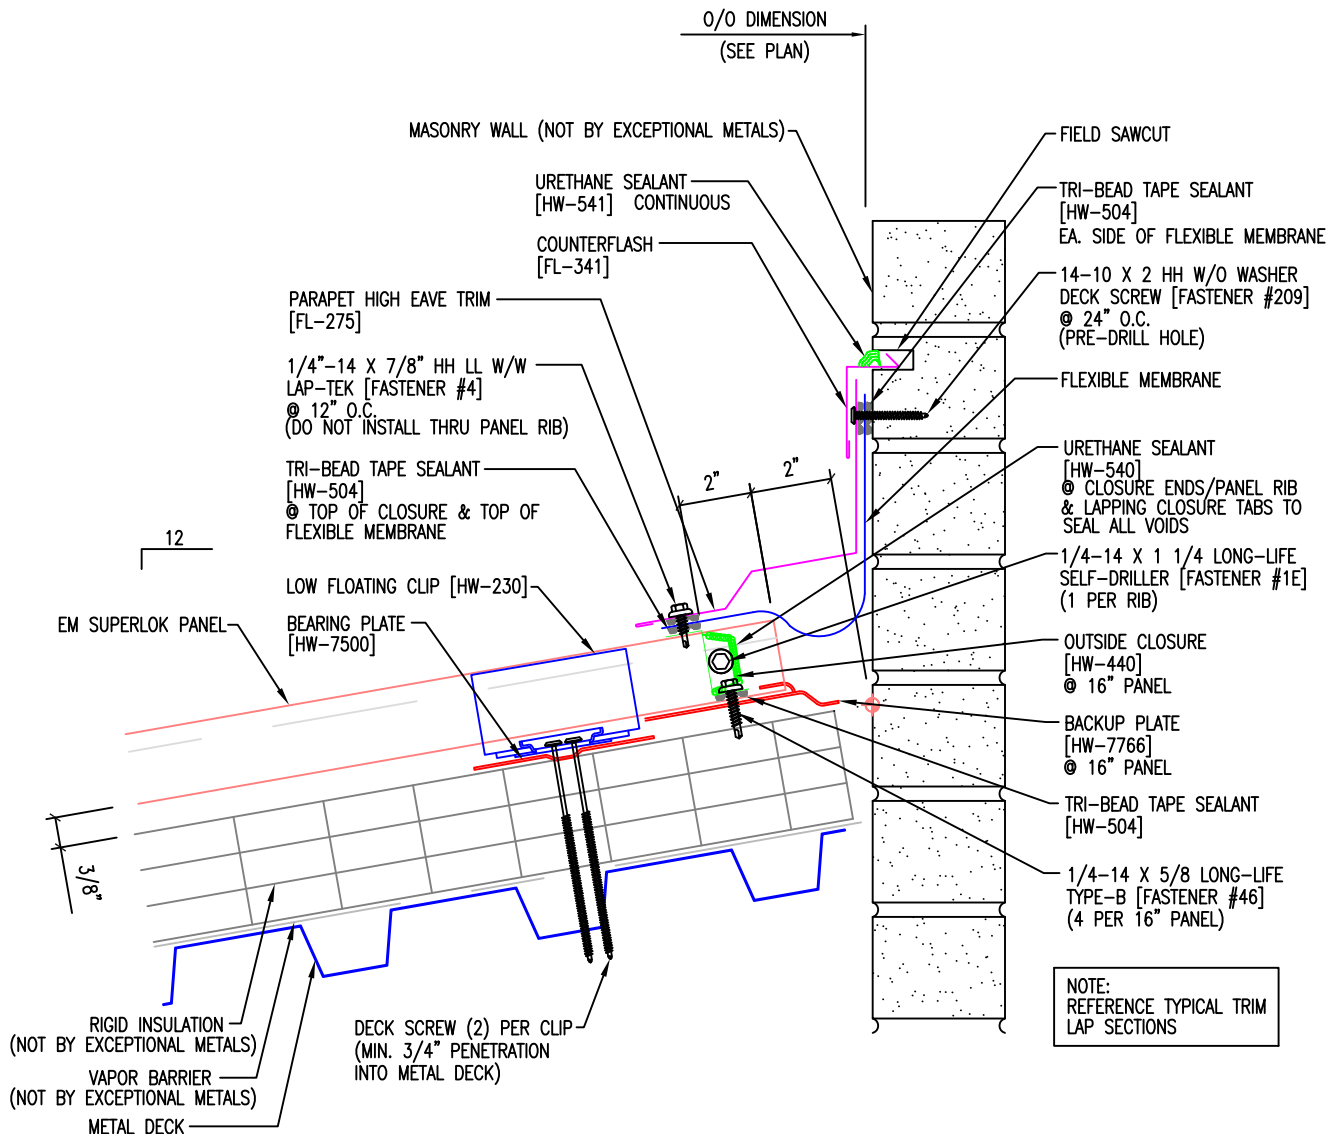 O/O DIMENSION
(SEE PLAN)
MASONRY WALL (NOT BY EXCEPTIONAL METALS)
URETHANE SEALANT
[HW-541] CONTINUOUS
COUNTERFLASH
[FL-341]
PARAPET HIGH EAVE TRIM
[FL-275]
1/4"-14 X 7/8" HH LL W/W
LAP-TEK [FASTENER #4]
@ 12" O.C.
(DO NOT INSTALL THRU PANEL RIB)
TRI-BEAD TAPE SEALANT
[HW-504]
@ TOP OF CLOSURE & TOP OF
FLEXIBLE MEMBRANE
2"
2"
12
LOW FLOATING CLIP [HW-230]
EM SUPERLOK PANEL
BEARING PLATE
[HW-7500]
3/8"
RIGID INSULATION
(NOT BY EXCEPTIONAL METALS)
VAPOR BARRIER
(NOT BY EXCEPTIONAL METALS)
METAL DECK
DECK SCREW (2) PER CLIP
(MIN. 3/4" PENETRATION
INTO METAL DECK)
FIELD SAWCUT
TRI-BEAD TAPE SEALANT
[HW-504]
EA. SIDE OF FLEXIBLE MEMBRANE
14-10 X 2 HH W/O WASHER
DECK SCREW [FASTENER #209]
@ 24" O.C.
(PRE-DRILL HOLE)
FLEXIBLE MEMBRANE
URETHANE SEALANT
[HW-540]
@ CLOSURE ENDS/PANEL RIB
& LAPPING CLOSURE TABS TO
SEAL ALL VOIDS
1/4-14 X 1 1/4 LONG-LIFE
SELF-DRILLER [FASTENER #1E]
(1 PER RIB)
OUTSIDE CLOSURE
[HW-440]
@ 16" PANEL
BACKUP PLATE
[HW-7766]
@ 16" PANEL
TRI-BEAD TAPE SEALANT
[HW-504]
1/4-14 X 5/8 LONG-LIFE
TYPE-B [FASTENER #46]
(4 PER 16" PANEL)
NOTE:
REFERENCE TYPICAL TRIM
LAP SECTIONS